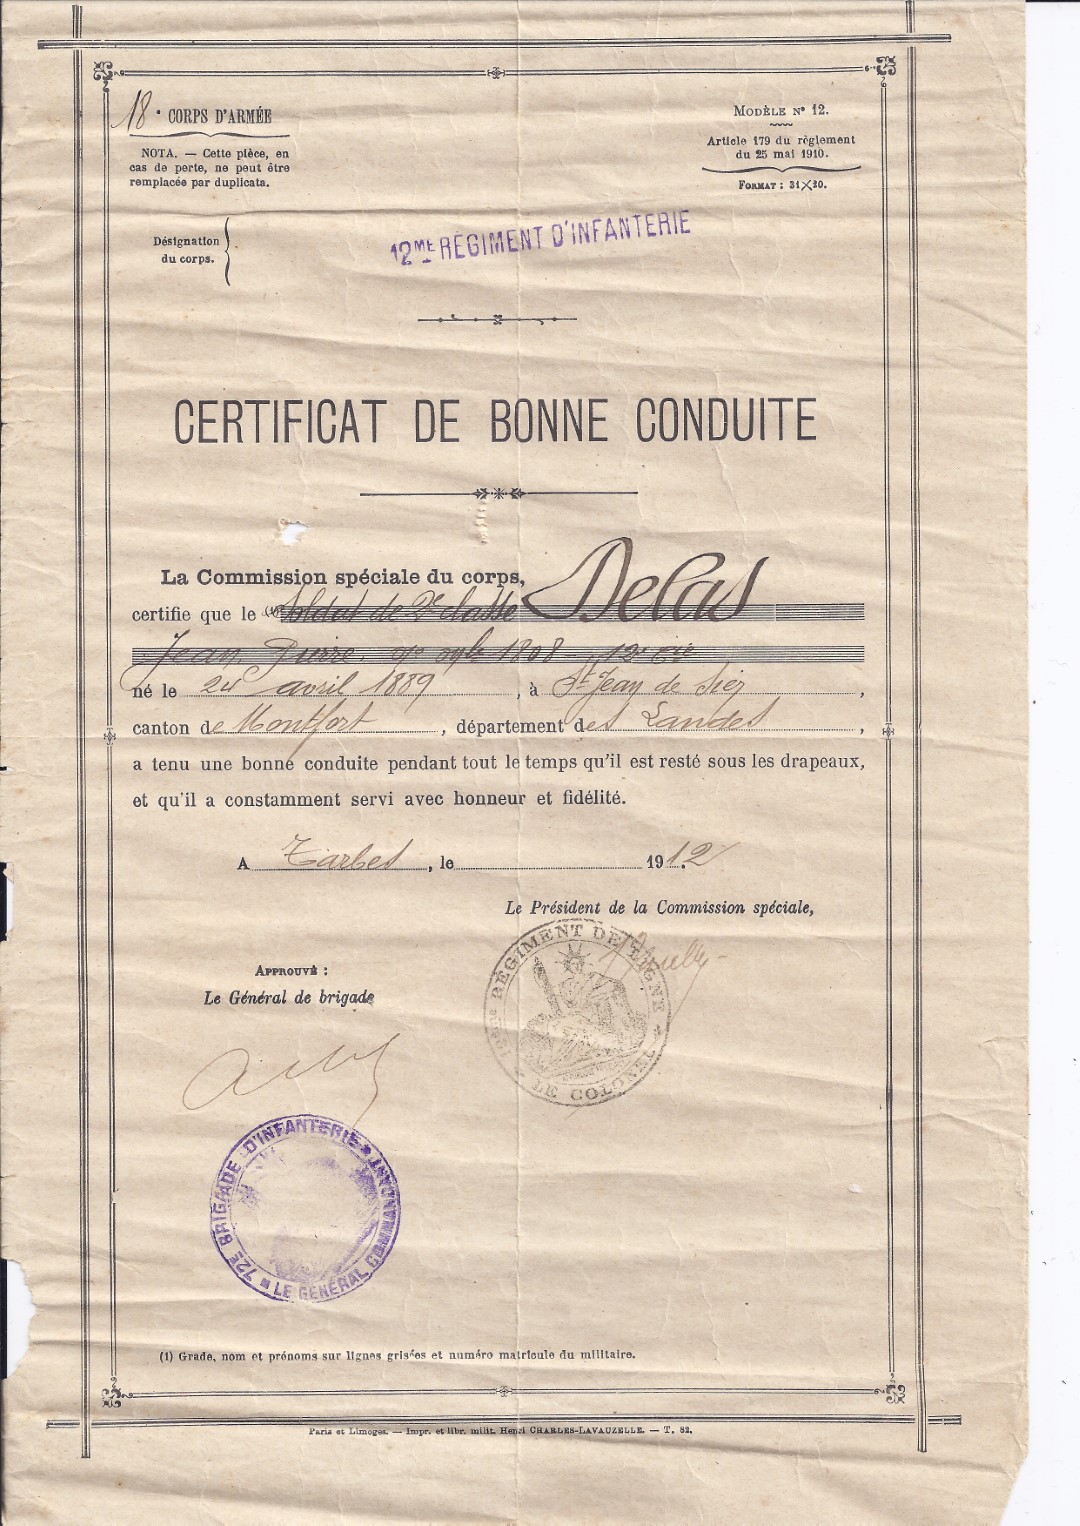 18e CORPS D'ARMÉE
NOTA. — Cette pièce, en
cas de perte, ne peut être
remplacée par duplicata.
MODÈLE N° 12.
Article 179 du règlement
du 25 mai 1910.
FORMAT : 31×20.
Désignation
du corps.
12ME RÉGIMENT D'INFANTERIE
CERTIFICAT DE BONNE CONDUITE
La Commission spéciale du corps,
certifie que le (1) Soldat de 2e classe Delas
Jean Pierre 1808 12e Cie
né le 24 avril 1889, à St Jean de
canton de Montfort, département des Landes,
a tenu une bonne conduite pendant tout le temps qu'il est resté sous les drapeaux,
et qu'il a constamment servi avec honneur et fidélité.
A Tarbes, le 1912
Le Président de la Commission spéciale,
RÉGIMENT DE LIGNE
LE COLONEL
APPROUVÉ :
Le Général de brigade
72E BRIGADE D'INFANTERIE
LE GÉNÉRAL COMMANDANT
(1) Grade, nom et prénoms sur lignes grisées et numéro matricule du militaire.
Paris et Limoges. — Impr. et libr. milit. Henri CHARLES-LAVAUZELLE. — T. 82.